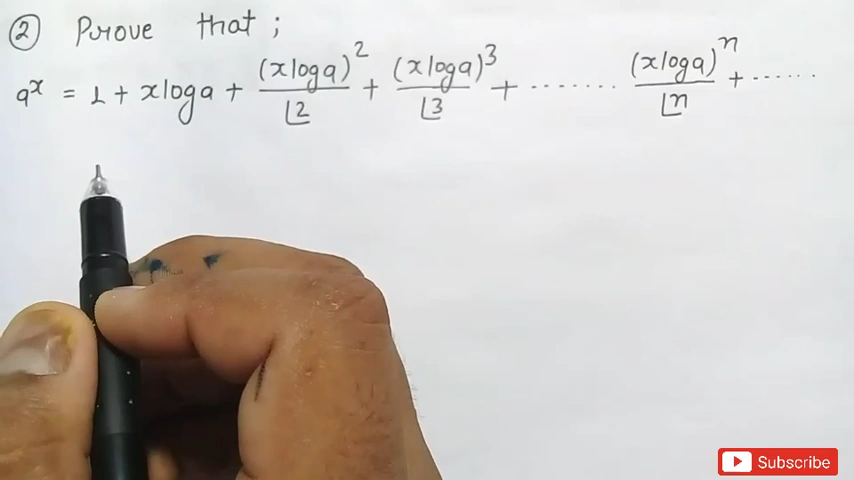 ② Prove that ;
a^x = 1 + x log a + (x log a)^2 / ⌊2 + (x log a)^3 / ⌊3 + ........ (x log a)^n / ⌊n + ......
Subscribe